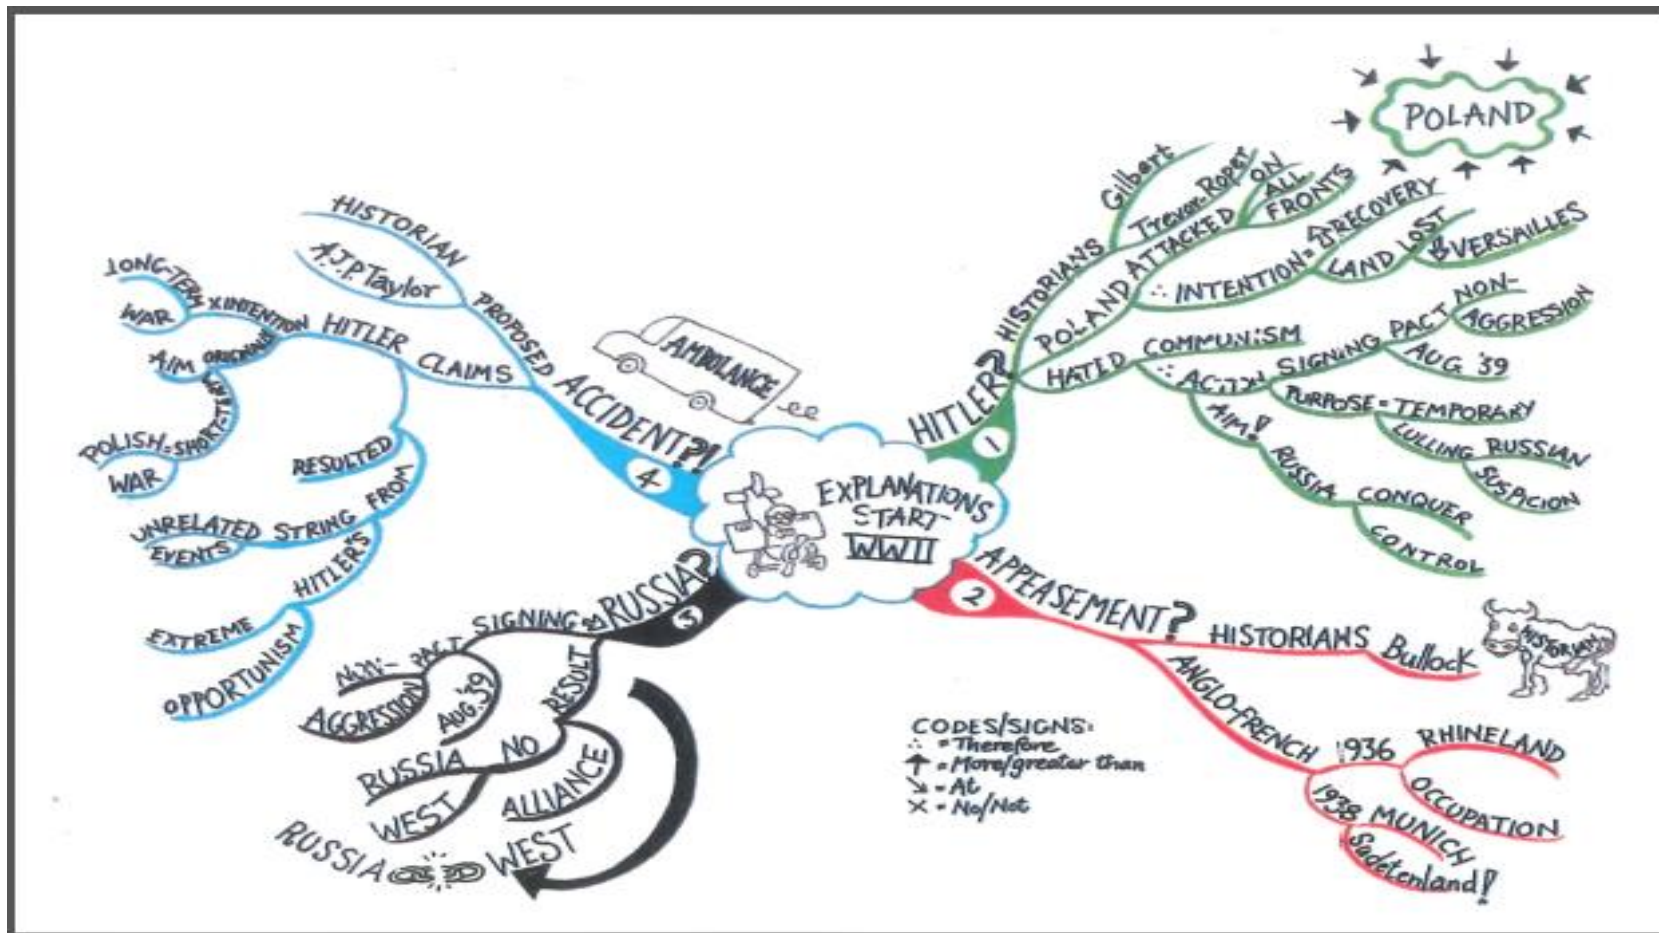 EXPLANATIONS
START
WWII
HITLER?
1
HISTORIANS
Gilbert
Trevor-Roper
POLAND ATTACKED
ON
ALL
FRONTS
∴ INTENTION =
RECOVERY
LAND LOST
VERSAILLES
POLAND
HATED COMMUNISM
∴ ACTION SIGNING PACT
NON-
AGGRESSION
AUG '39
PURPOSE = TEMPORARY
LULLING RUSSIAN
SUSPICION
AIM! RUSSIA CONQUER
CONTROL
APPEASEMENT?
2
HISTORIANS
Bullock
HISTORIAN
ANGLO-FRENCH
1936
RHINELAND
OCCUPATION
1938 MUNICH
Sadetenland!
RUSSIA?
3
SIGNING
PACT
NON-
AGGRESSION
AUG.'39
RESULT
NO
RUSSIA
WEST
ALLIANCE
RUSSIA
WEST
ACCIDENT?!
4
AMBULANCE
PROPOSED
HISTORIAN
A.J.P. Taylor
HITLER CLAIMS
X INTENTION
LONG-TERM
WAR
ORIGINAL
AIM
SHORT-TERM
POLISH =
WAR
RESULTED
FROM
UNRELATED STRING
EVENTS
HITLER'S
EXTREME
OPPORTUNISM
CODES/SIGNS:
∴ = Therefore
↑ = More/greater than
↘ = At
X = No/Not